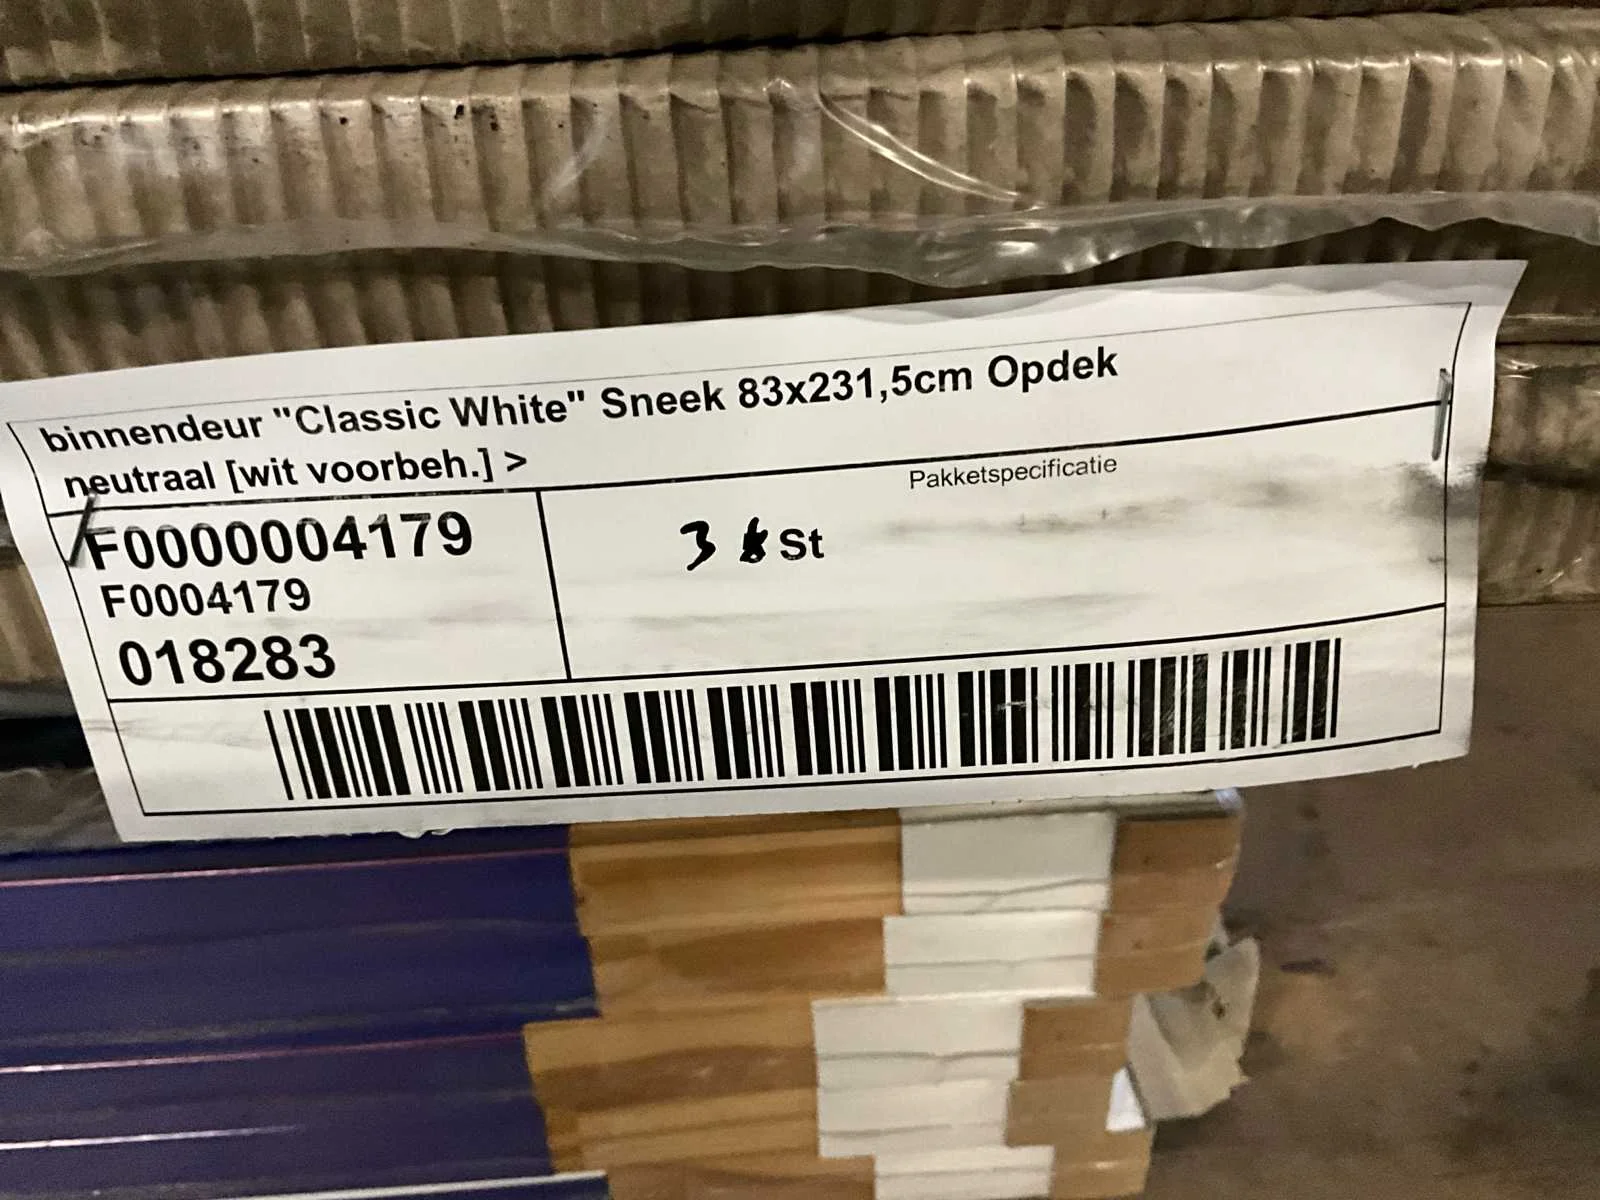 binnendeur "Classic White" Sneek 83x231,5cm Opdek
neutraal [wit voorbeh.] >
Pakketspecificatie
F0000004179
F0004179
018283
3 St